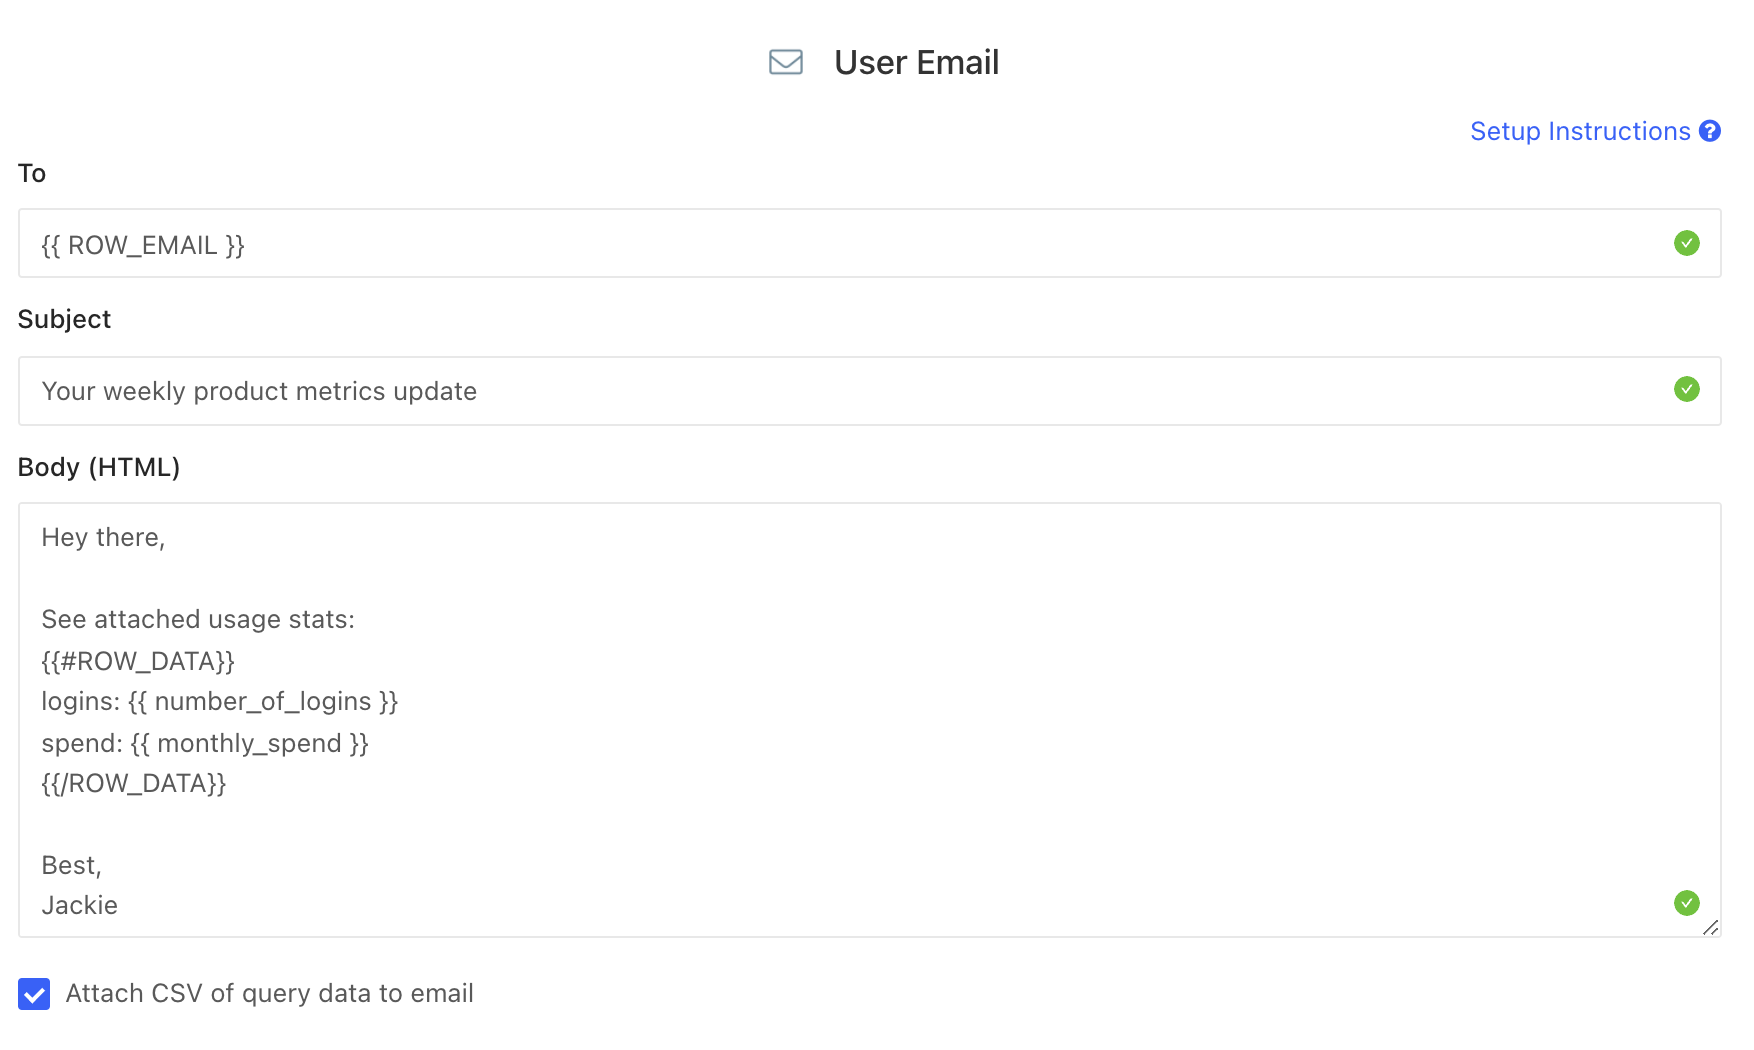 User Email
Setup Instructions
To
{{ ROW_EMAIL }}
Subject
Your weekly product metrics update
Body (HTML)
Hey there,
See attached usage stats:
{{#ROW_DATA}}
logins: {{ number_of_logins }}
spend: {{ monthly_spend }}
{{/ROW_DATA}}
Best,
Jackie
Attach CSV of query data to email